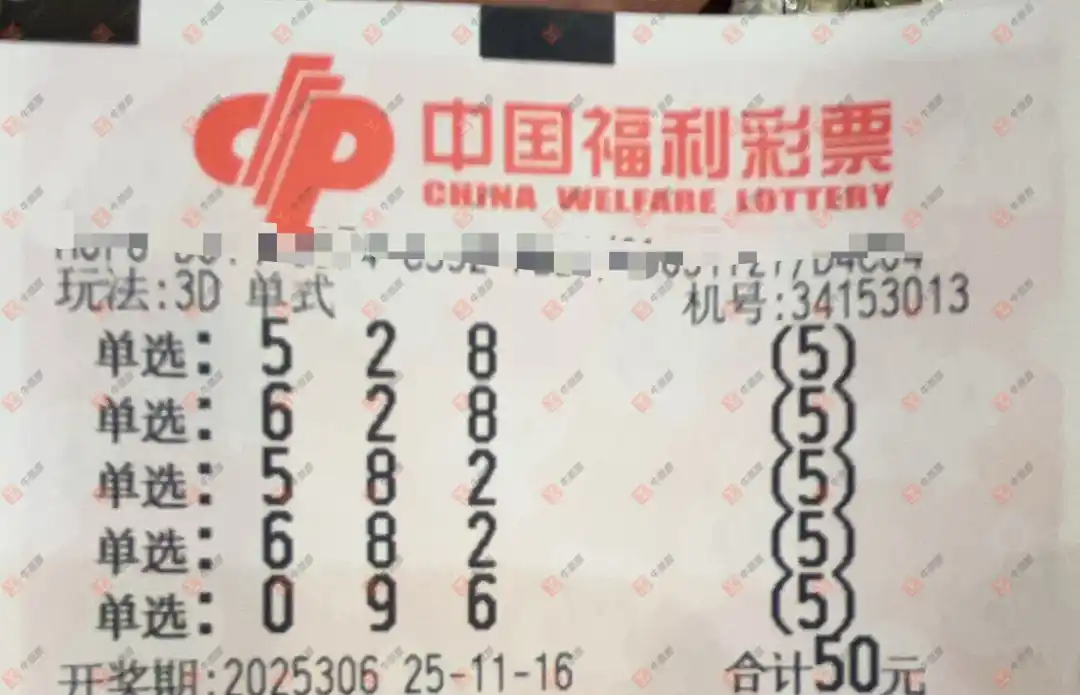 中国福利彩票
CHINA WELFARE LOTTERY
玩法:3D 单式 机号:34153013
单选: 5 2 8 (5)
单选: 6 2 8 (5)
单选: 5 8 2 (5)
单选: 6 8 2 (5)
单选: 0 9 6 (5)
开奖期:2025306 25-11-16 合计50元